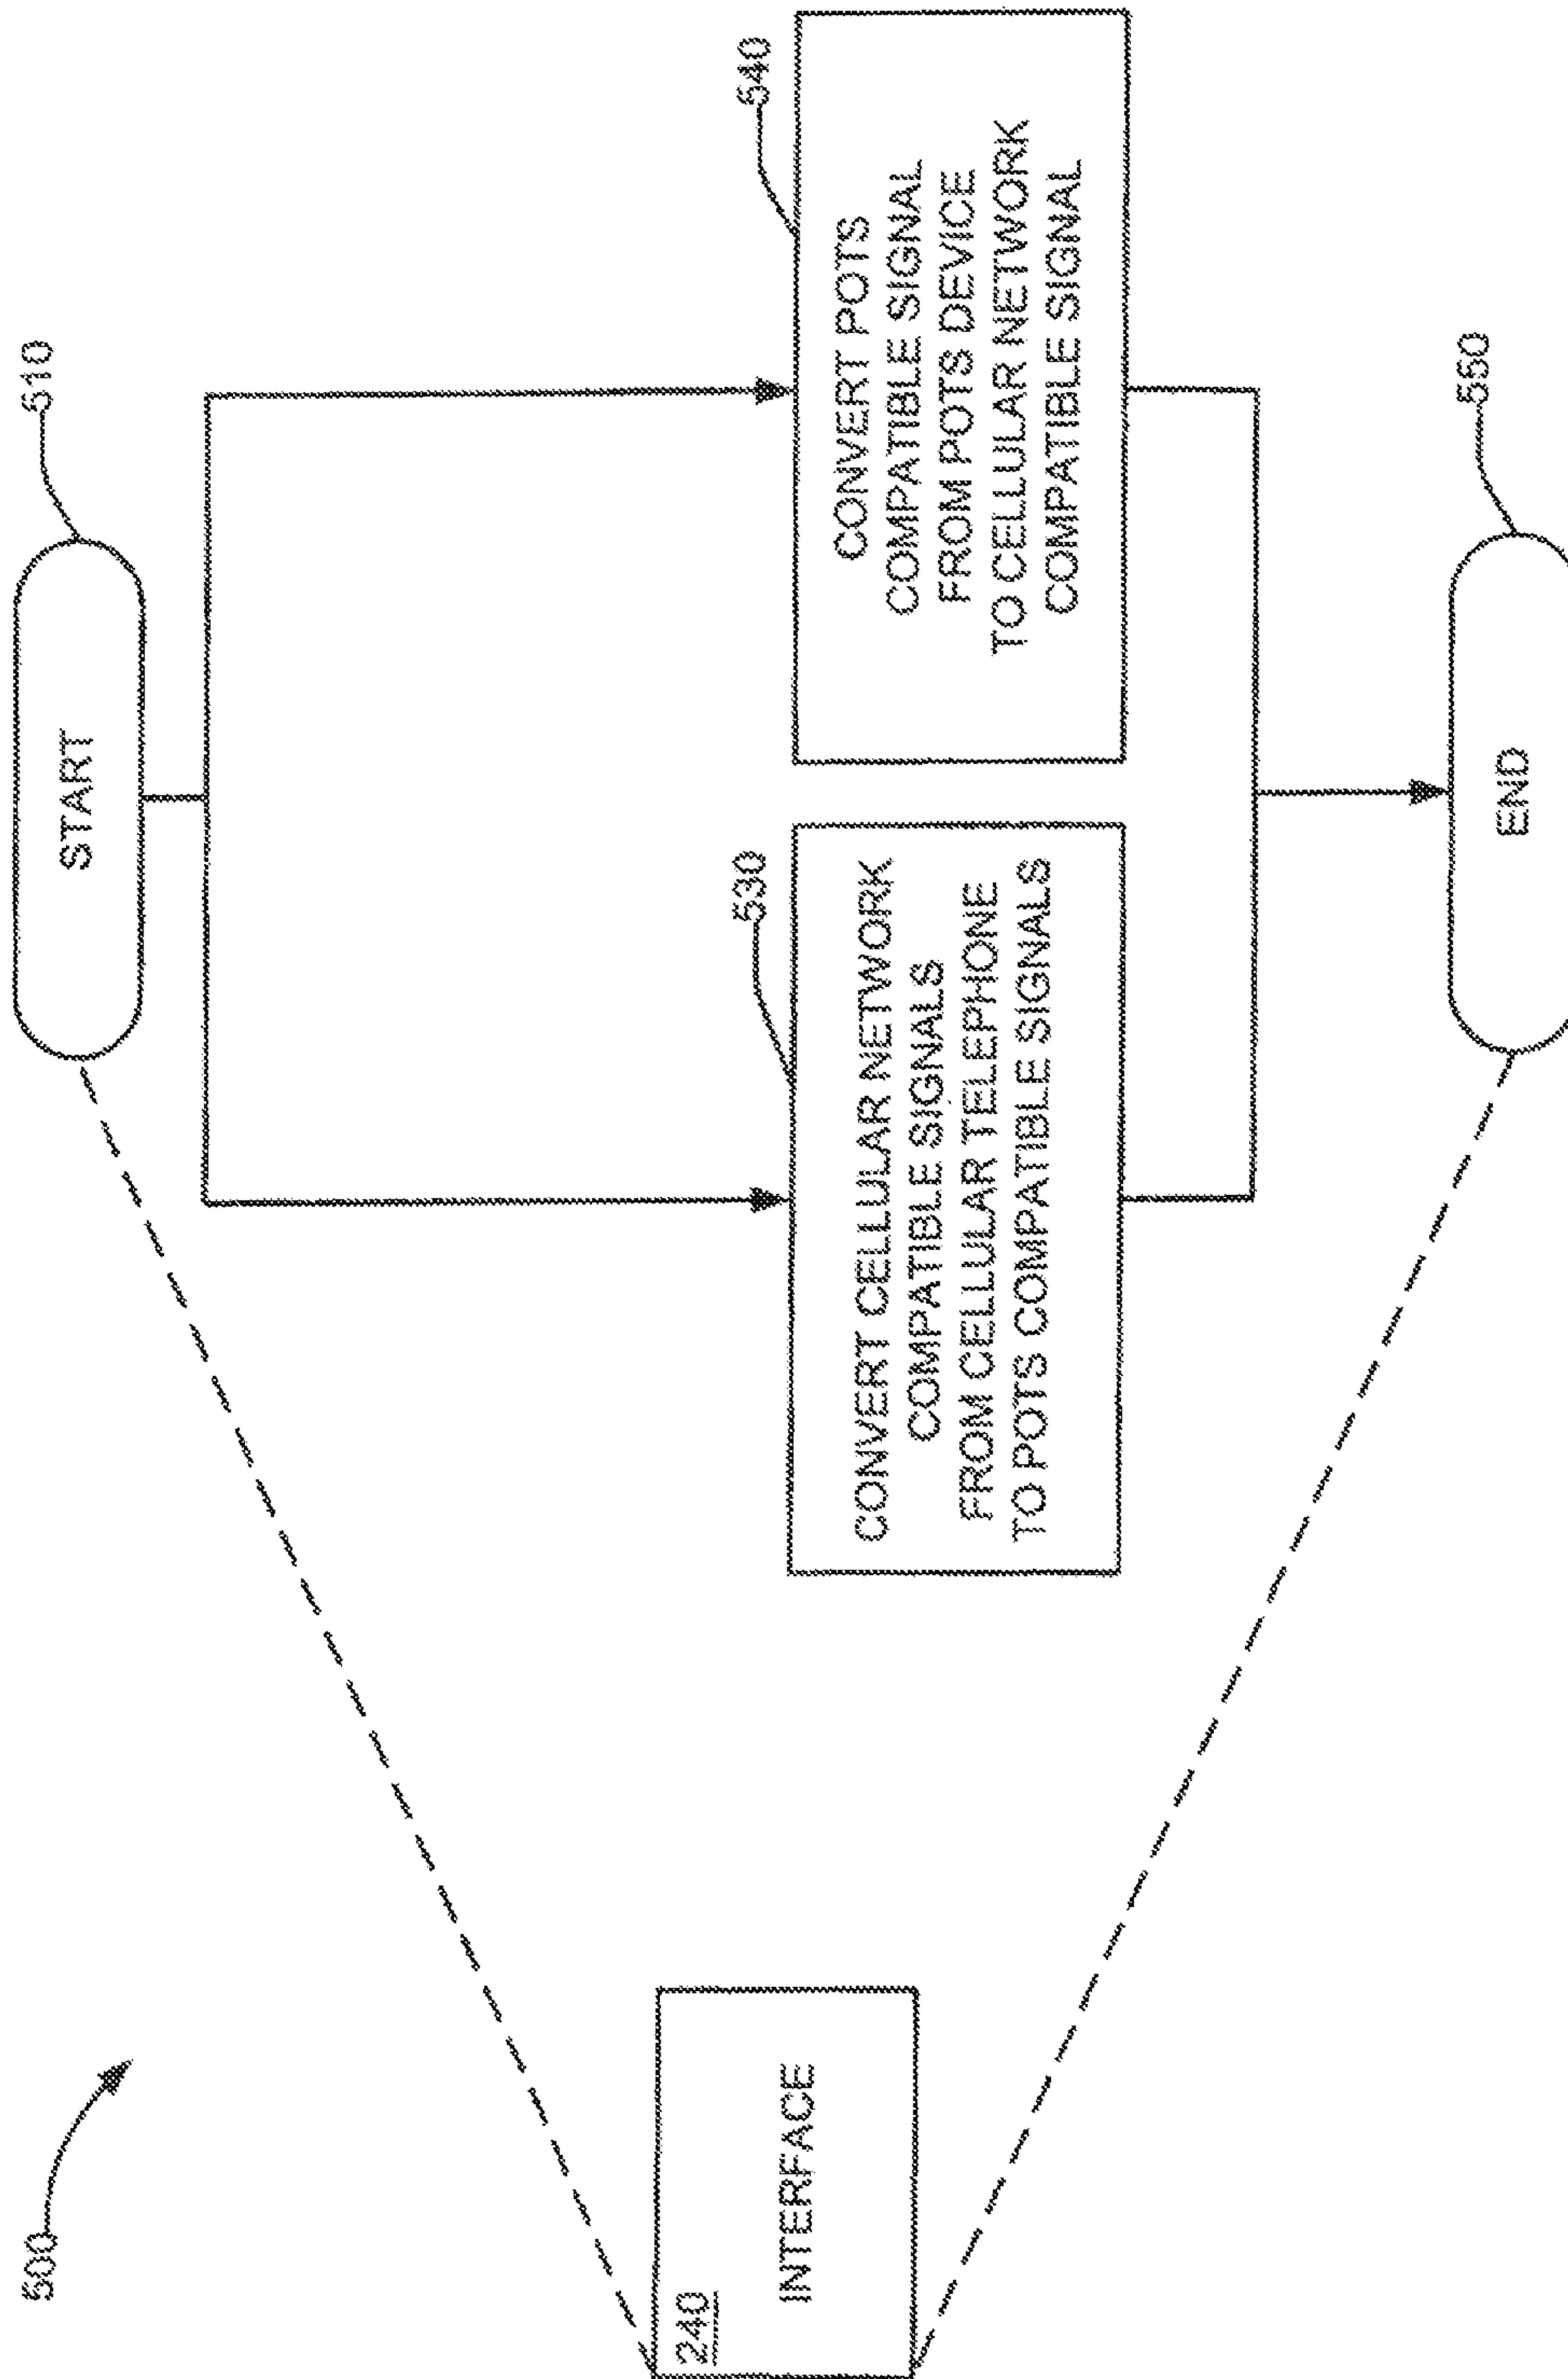 500
240
INTERFACE
START
510
530
CONVERT CELLULAR NETWORK
COMPATIBLE SIGNALS
FROM CELLULAR TELEPHONE
TO POTS COMPATIBLE SIGNALS
540
CONVERT POTS
COMPATIBLE SIGNAL
FROM POTS DEVICE
TO CELLULAR NETWORK
COMPATIBLE SIGNAL
END
550